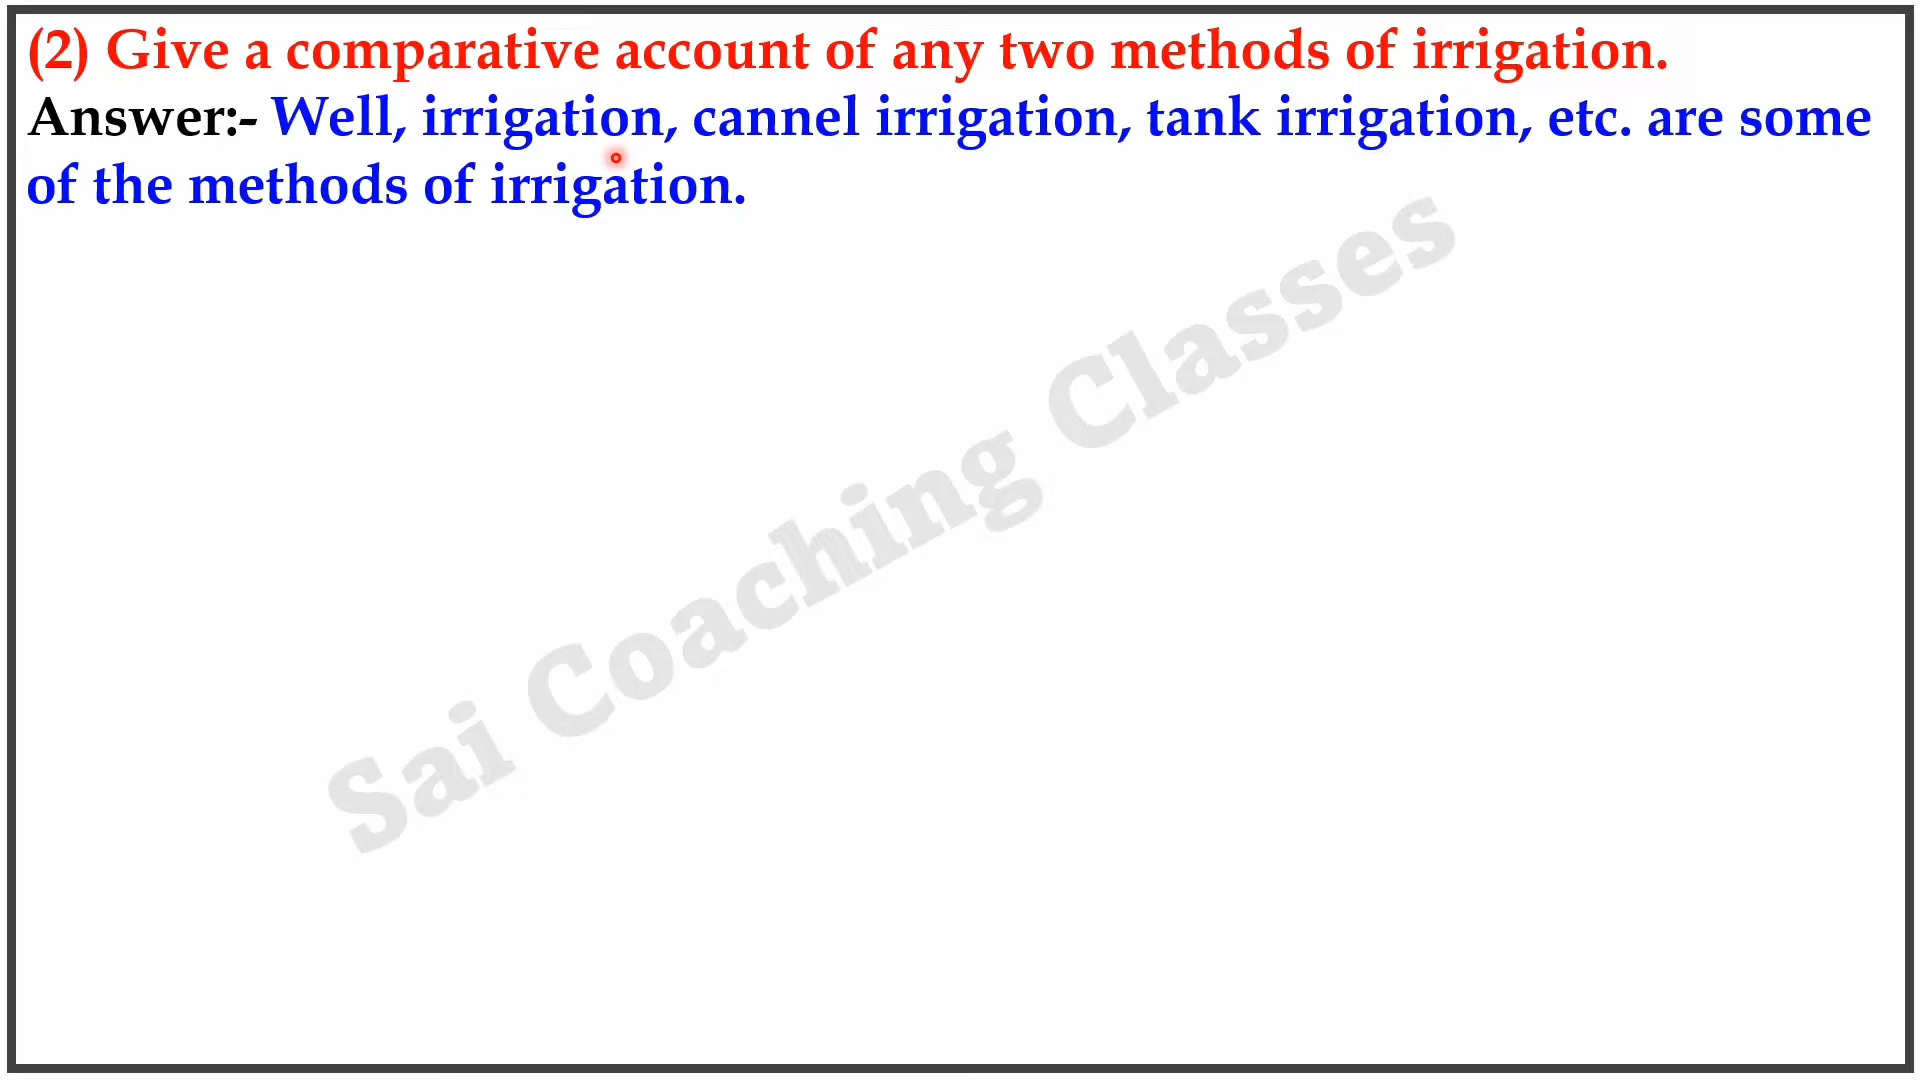 (2) Give a comparative account of any two methods of irrigation.
Answer:- Well, irrigation, cannel irrigation, tank irrigation, etc. are some
of the methods of irrigation.
Sai Coaching Classes